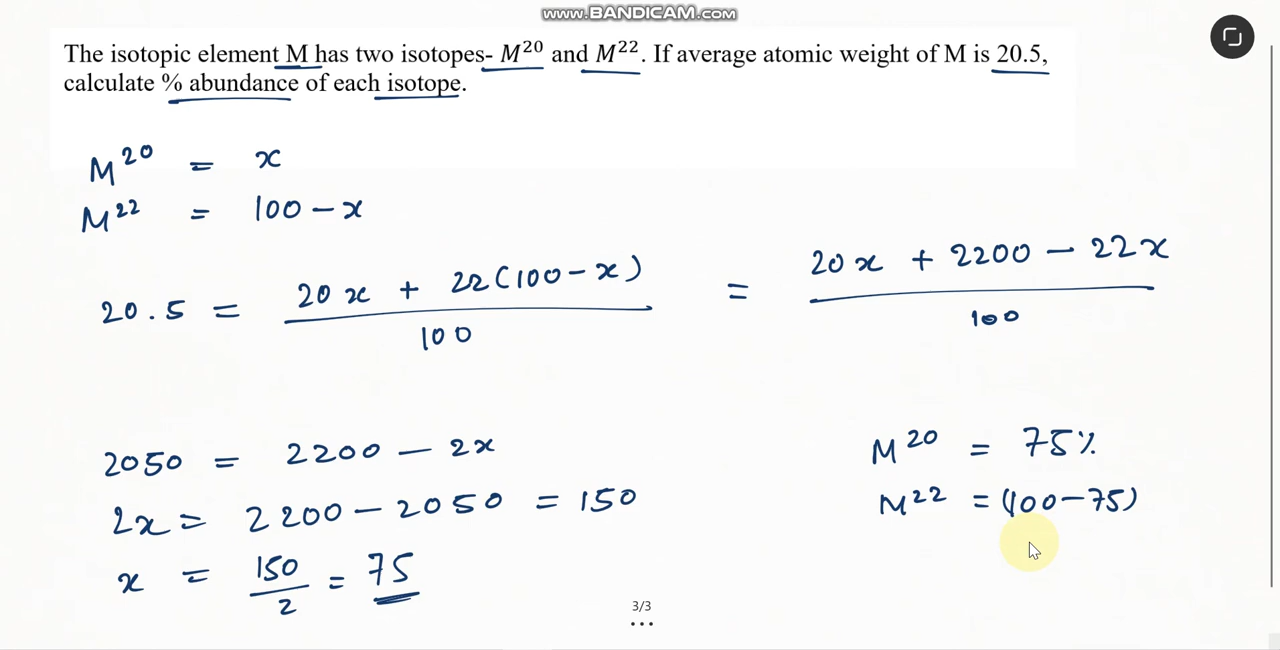 www.BANDICAM.com
The isotopic element M has two isotopes- M²⁰ and M²². If average atomic weight of M is 20.5,
calculate % abundance of each isotope.
M²⁰ = x
M²² = 100 - x
20.5 = (20x + 22(100 - x))/100 = (20x + 2200 - 22x)/100
2050 = 2200 - 2x
2x = 2200 - 2050 = 150
x = 150/2 = 75
M²⁰ = 75%
M²² = (100-75)
3/3